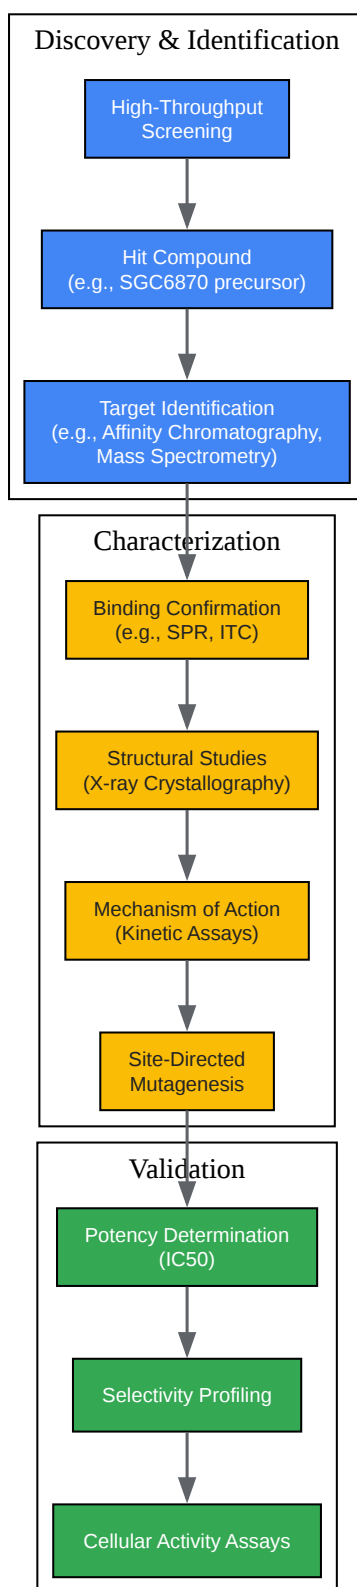 Discovery & Identification
High-Throughput
Screening
Hit Compound
(e.g., SGC6870 precursor)
Target Identification
(e.g., Affinity Chromatography,
Mass Spectrometry)
Characterization
Binding Confirmation
(e.g., SPR, ITC)
Structural Studies
(X-ray Crystallography)
Mechanism of Action
(Kinetic Assays)
Site-Directed
Mutagenesis
Validation
Potency Determination
(IC50)
Selectivity Profiling
Cellular Activity Assays